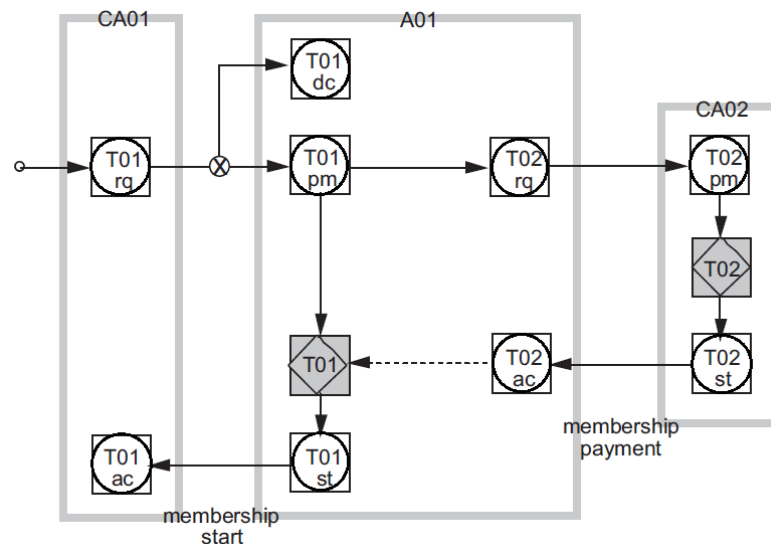 CA01
A01
T01
dc
CA02
T01
rq
X
T01
pm
T02
rq
T02
pm
T02
T01
T02
ac
T02
st
membership
payment
T01
ac
T01
st
membership
start